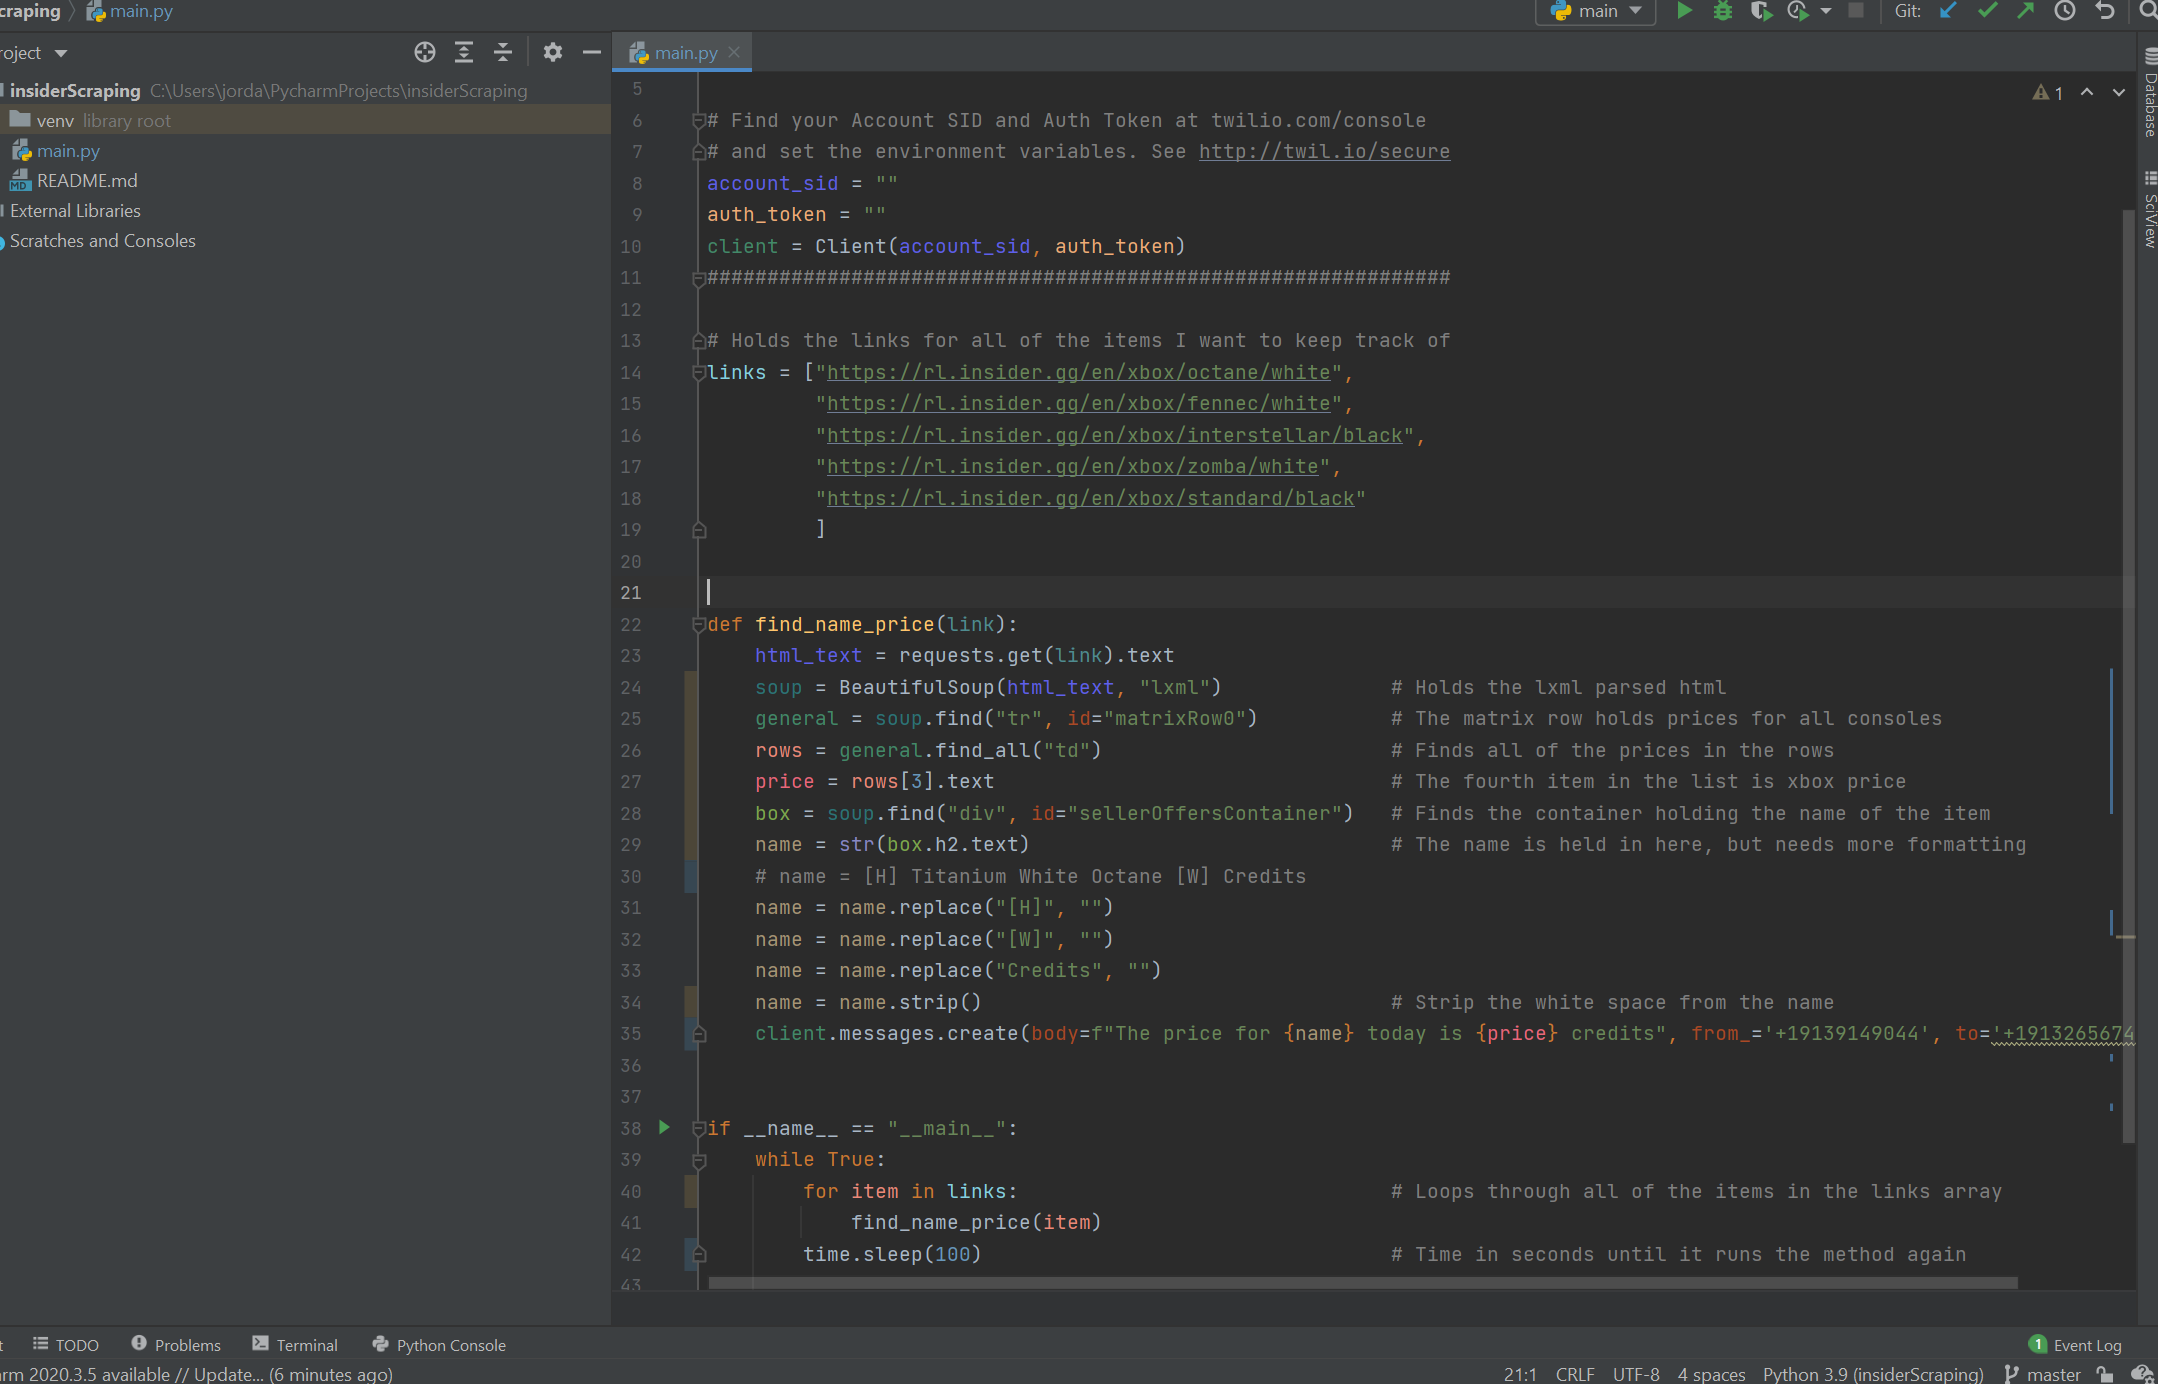 craping main.py main Git:
roject main.py
insiderScraping C:\Users\jorda\PycharmProjects\insiderScraping
venv library root
main.py
README.md
External Libraries
Scratches and Consoles
1
Database
SciView
5
6 # Find your Account SID and Auth Token at twilio.com/console
7 # and set the environment variables. See http://twil.io/secure
8 account_sid = ""
9 auth_token = ""
10 client = Client(account_sid, auth_token)
11 ##############################################################
12
13 # Holds the links for all of the items I want to keep track of
14 links = ["https://rl.insider.gg/en/xbox/octane/white",
15 "https://rl.insider.gg/en/xbox/fennec/white",
16 "https://rl.insider.gg/en/xbox/interstellar/black",
17 "https://rl.insider.gg/en/xbox/zomba/white",
18 "https://rl.insider.gg/en/xbox/standard/black"
19 ]
20
21
22 def find_name_price(link):
23 html_text = requests.get(link).text
24 soup = BeautifulSoup(html_text, "lxml") # Holds the lxml parsed html
25 general = soup.find("tr", id="matrixRow0") # The matrix row holds prices for all consoles
26 rows = general.find_all("td") # Finds all of the prices in the rows
27 price = rows[3].text # The fourth item in the list is xbox price
28 box = soup.find("div", id="sellerOffersContainer") # Finds the container holding the name of the item
29 name = str(box.h2.text) # The name is held in here, but needs more formatting
30 # name = [H] Titanium White Octane [W] Credits
31 name = name.replace("[H]", "")
32 name = name.replace("[W]", "")
33 name = name.replace("Credits", "")
34 name = name.strip() # Strip the white space from the name
35 client.messages.create(body=f"The price for {name} today is {price} credits", from_='+19139149044', to='+1913265674
36
37
38 if __name__ == "__main__":
39 while True:
40 for item in links: # Loops through all of the items in the links array
41 find_name_price(item)
42 time.sleep(100) # Time in seconds until it runs the method again
43
t TODO Problems Terminal Python Console 1 Event Log
rm 2020.3.5 available // Update... (6 minutes ago) 21:1 CRLF UTF-8 4 spaces Python 3.9 (insiderScraping) master